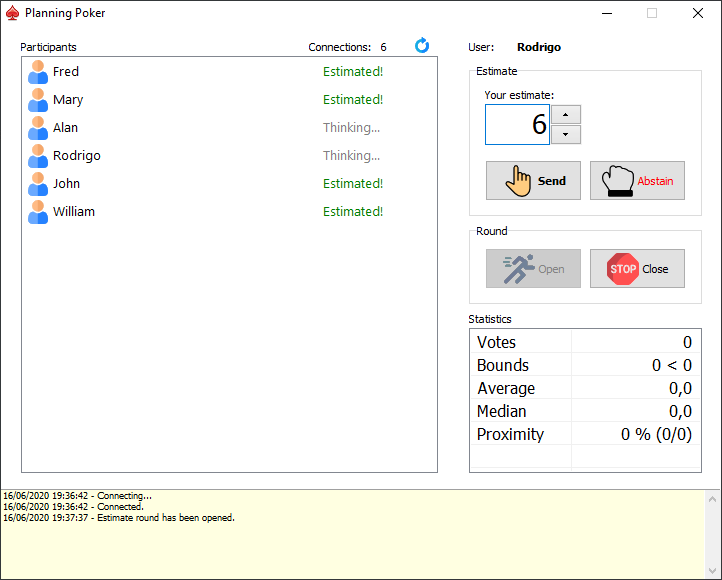 Planning Poker
Participants Connections: 6
Fred Estimated!
Mary Estimated!
Alan Thinking...
Rodrigo Thinking...
John Estimated!
William Estimated!
User: Rodrigo
Estimate
Your estimate:
6
Send Abstain
Round
Open STOP Close
Statistics
Votes 0
Bounds 0 < 0
Average 0,0
Median 0,0
Proximity 0 % (0/0)
16/06/2020 19:36:42 - Connecting...
16/06/2020 19:36:42 - Connected.
16/06/2020 19:37:37 - Estimate round has been opened.